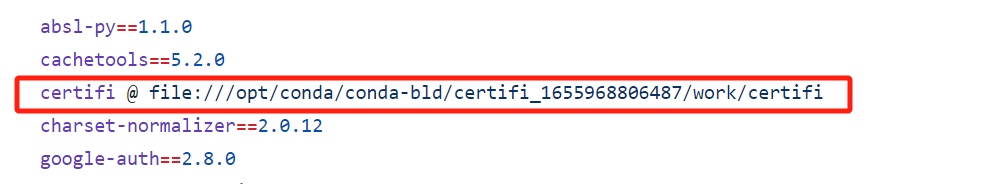 absl-py==1.1.0
cachetools==5.2.0
certifi @ file:///opt/conda/conda-bld/certifi_1655968806487/work/certifi
charset-normalizer==2.0.12
google-auth==2.8.0